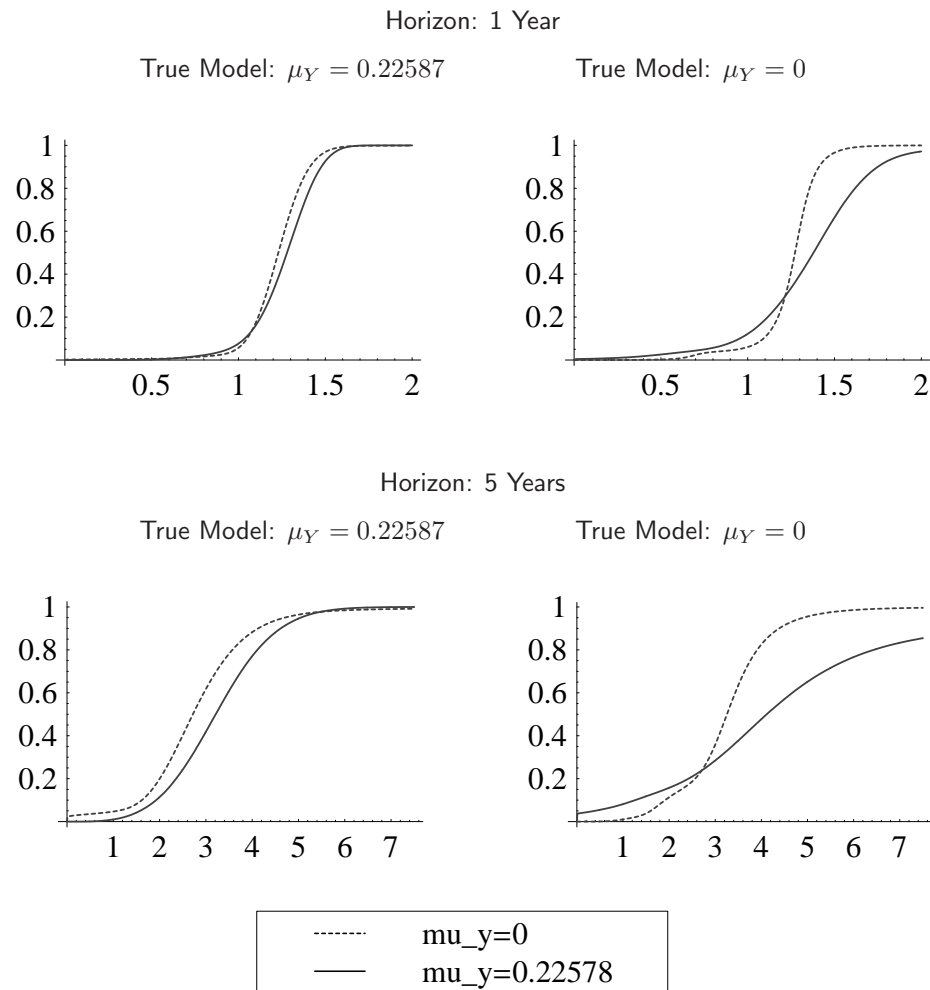 Horizon: 1 Year
True Model: μ_Y = 0.22587 True Model: μ_Y = 0
1 1
0.8 0.8
0.6 0.6
0.4 0.4
0.2 0.2
0.5 1 1.5 2 0.5 1 1.5 2
Horizon: 5 Years
True Model: μ_Y = 0.22587 True Model: μ_Y = 0
1 1
0.8 0.8
0.6 0.6
0.4 0.4
0.2 0.2
1 2 3 4 5 6 7 1 2 3 4 5 6 7
mu_y=0
mu_y=0.22578